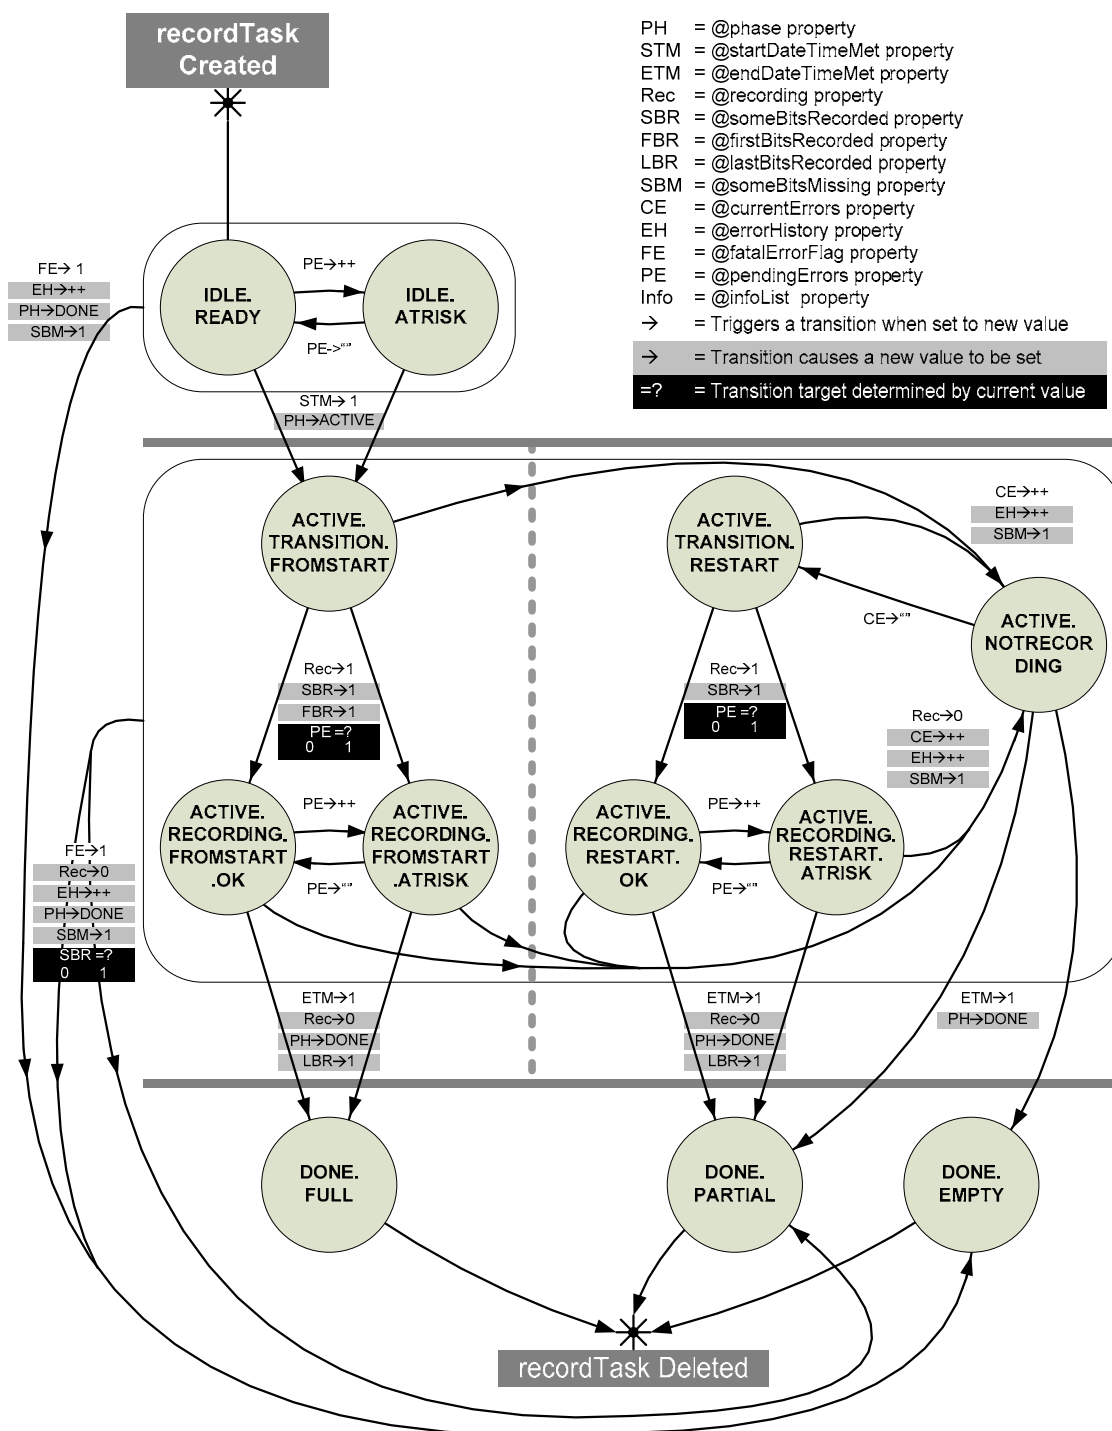 recordTask
Created
PH = @phase property
STM = @startDateTimeMet property
ETM = @endDateTimeMet property
Rec = @recording property
SBR = @someBitsRecorded property
FBR = @firstBitsRecorded property
LBR = @lastBitsRecorded property
SBM = @someBitsMissing property
CE = @currentErrors property
EH = @errorHistory property
FE = @fatalErrorFlag property
PE = @pendingErrors property
Info = @infoList property
→ = Triggers a transition when set to new value
→ = Transition causes a new value to be set
=? = Transition target determined by current value
FE→ 1
EH→++
PH→DONE
SBM→1
IDLE.
READY
PE→++
PE->“”
IDLE.
ATRISK
STM→ 1
PH→ACTIVE
ACTIVE.
TRANSITION.
FROMSTART
ACTIVE.
TRANSITION.
RESTART
CE→++
EH→++
SBM→1
CE→“”
ACTIVE.
NOTRECOR
DING
Rec→1
SBR→1
FBR→1
PE =?
0 1
Rec→1
SBR→1
PE =?
0 1
Rec→0
CE→++
EH→++
SBM→1
ACTIVE.
RECORDING.
FROMSTART
.OK
PE→++
PE→“”
ACTIVE.
RECORDING.
FROMSTART
.ATRISK
ACTIVE.
RECORDING.
RESTART.
OK
PE→++
PE→“”
ACTIVE.
RECORDING.
RESTART.
ATRISK
FE→1
Rec→0
EH→++
PH→DONE
SBM→1
SBR =?
0 1
ETM→1
Rec→0
PH→DONE
LBR→1
ETM→1
Rec→0
PH→DONE
LBR→1
ETM→1
PH→DONE
DONE.
FULL
DONE.
PARTIAL
DONE.
EMPTY
recordTask Deleted